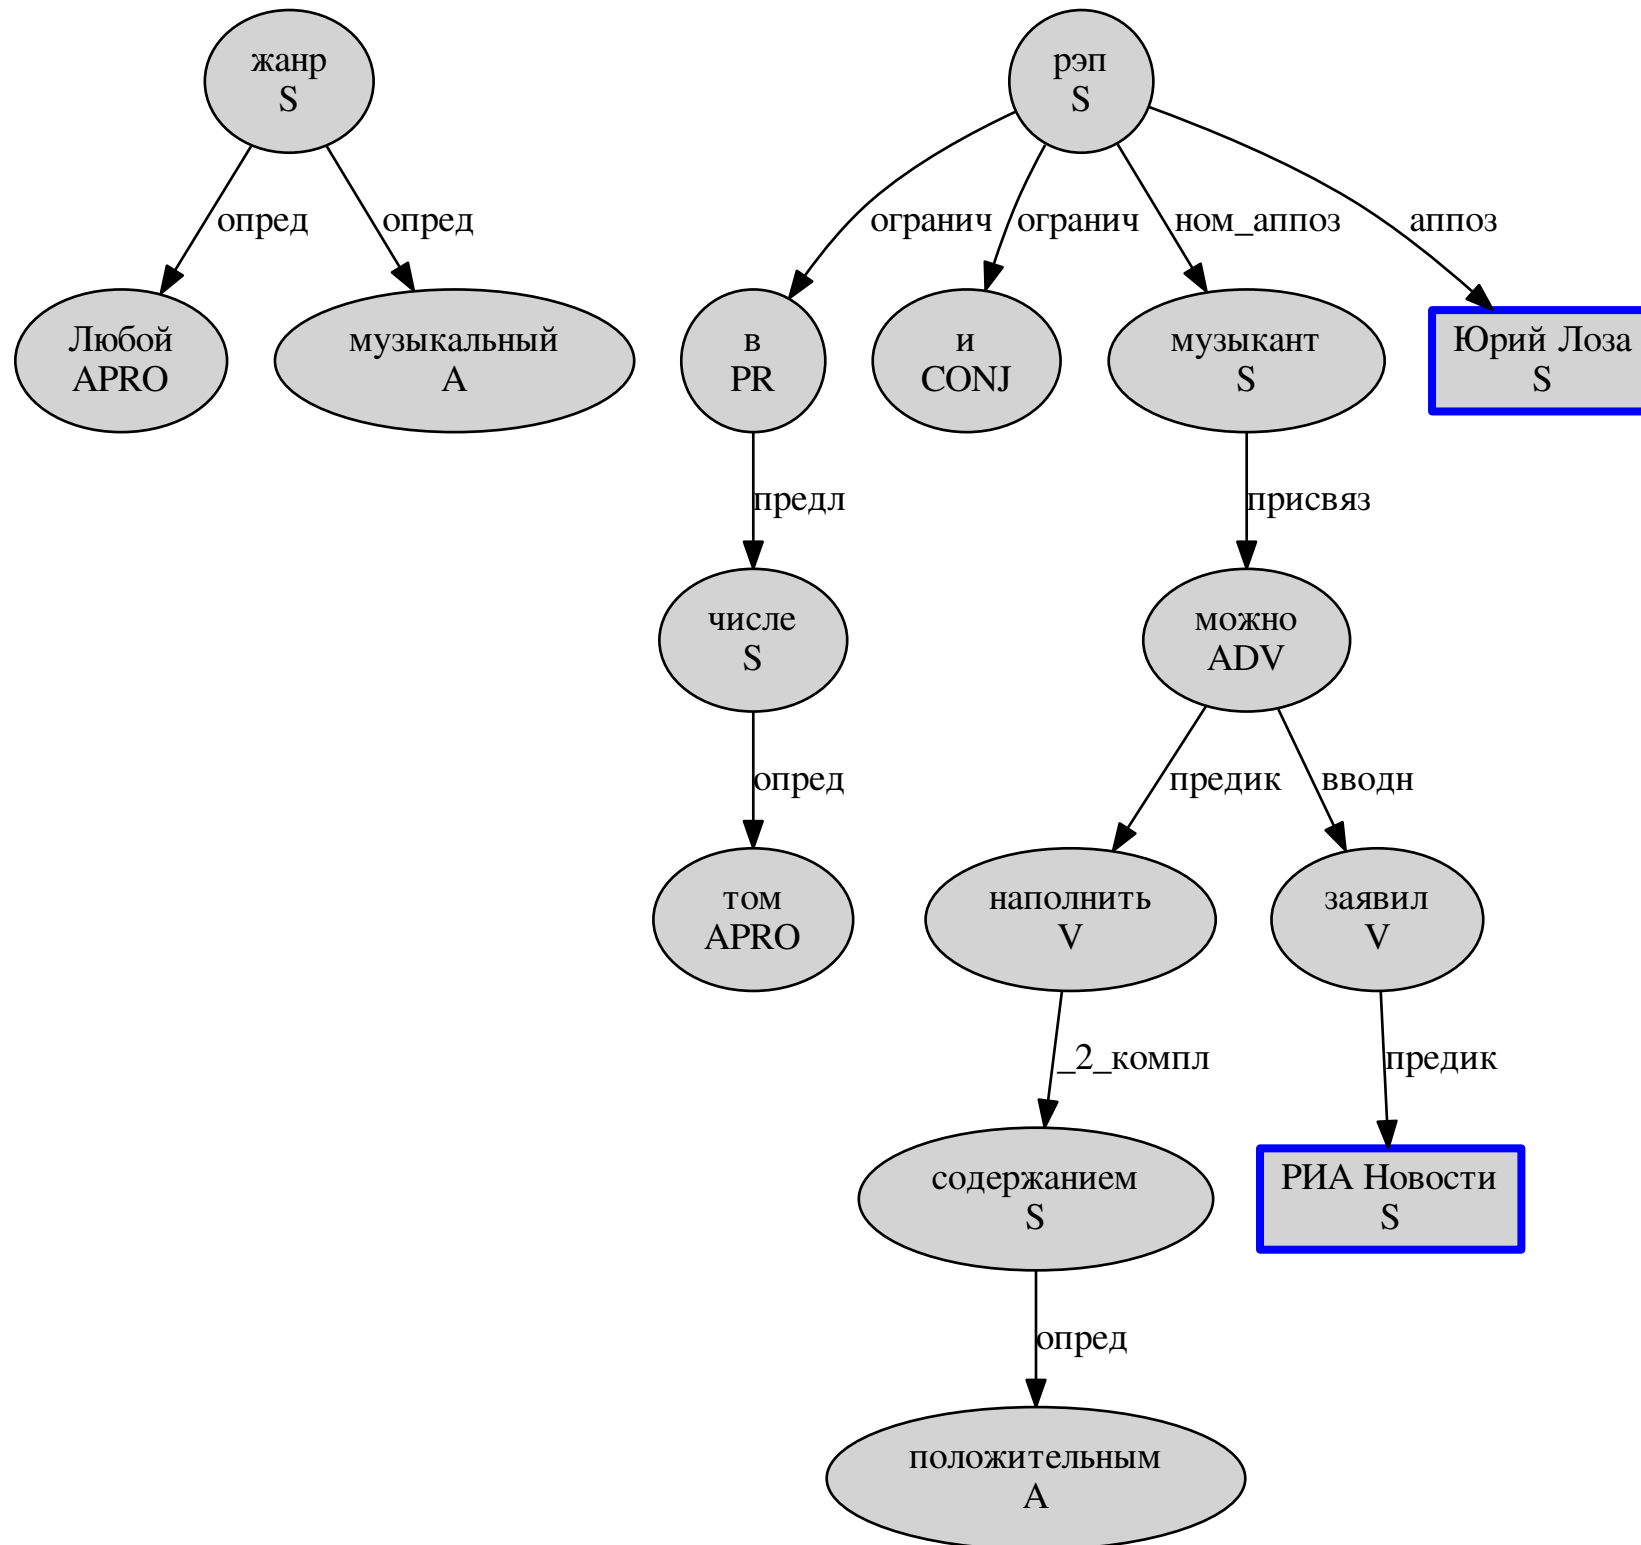 жанр
S
рэп
S
опред
опред
огранич
огранич
ном_аппоз
аппоз
Любой
APRO
музыкальный
A
в
PR
и
CONJ
музыкант
S
Юрий Лоза
S
предл
присвяз
числе
S
можно
ADV
опред
предик
вводн
том
APRO
наполнить
V
заявил
V
_2_компл
предик
содержанием
S
РИА Новости
S
опред
положительным
A